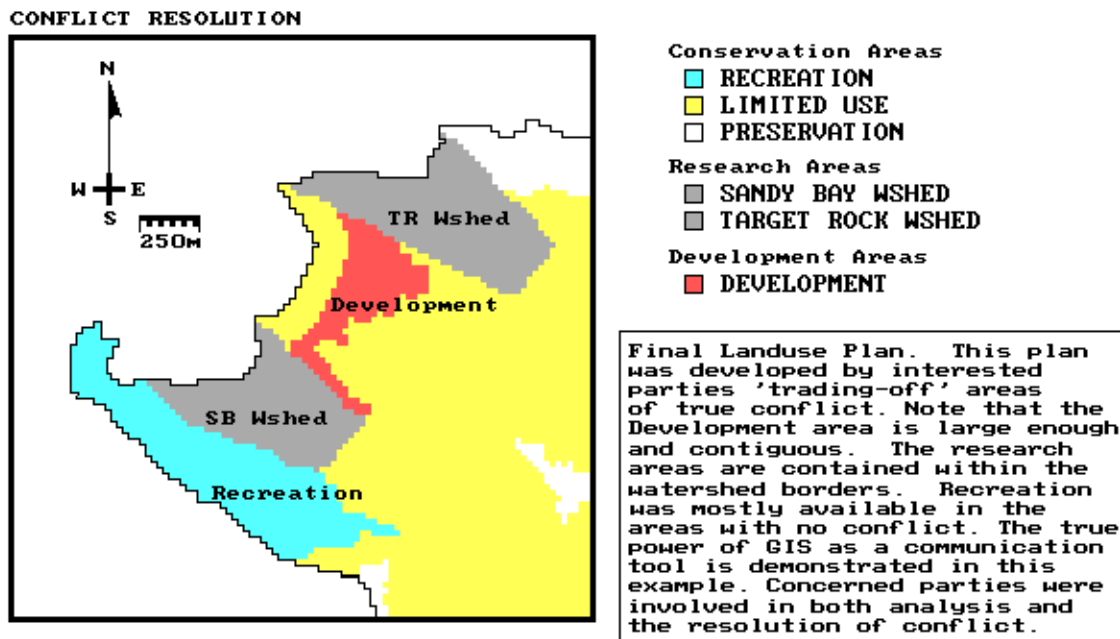 CONFLICT RESOLUTION
N
W E
S
250M
TR Wshed
Development
SB Wshed
Recreation
Conservation Areas
RECREATION
LIMITED USE
PRESERVATION
Research Areas
SANDY BAY WSHED
TARGET ROCK WSHED
Development Areas
DEVELOPMENT
Final Landuse Plan. This plan
was developed by interested
parties 'trading-off' areas
of true conflict. Note that the
Development area is large enough
and contiguous. The research
areas are contained within the
watershed borders. Recreation
was mostly available in the
areas with no conflict. The true
power of GIS as a communication
tool is demonstrated in this
example. Concerned parties were
involved in both analysis and
the resolution of conflict.